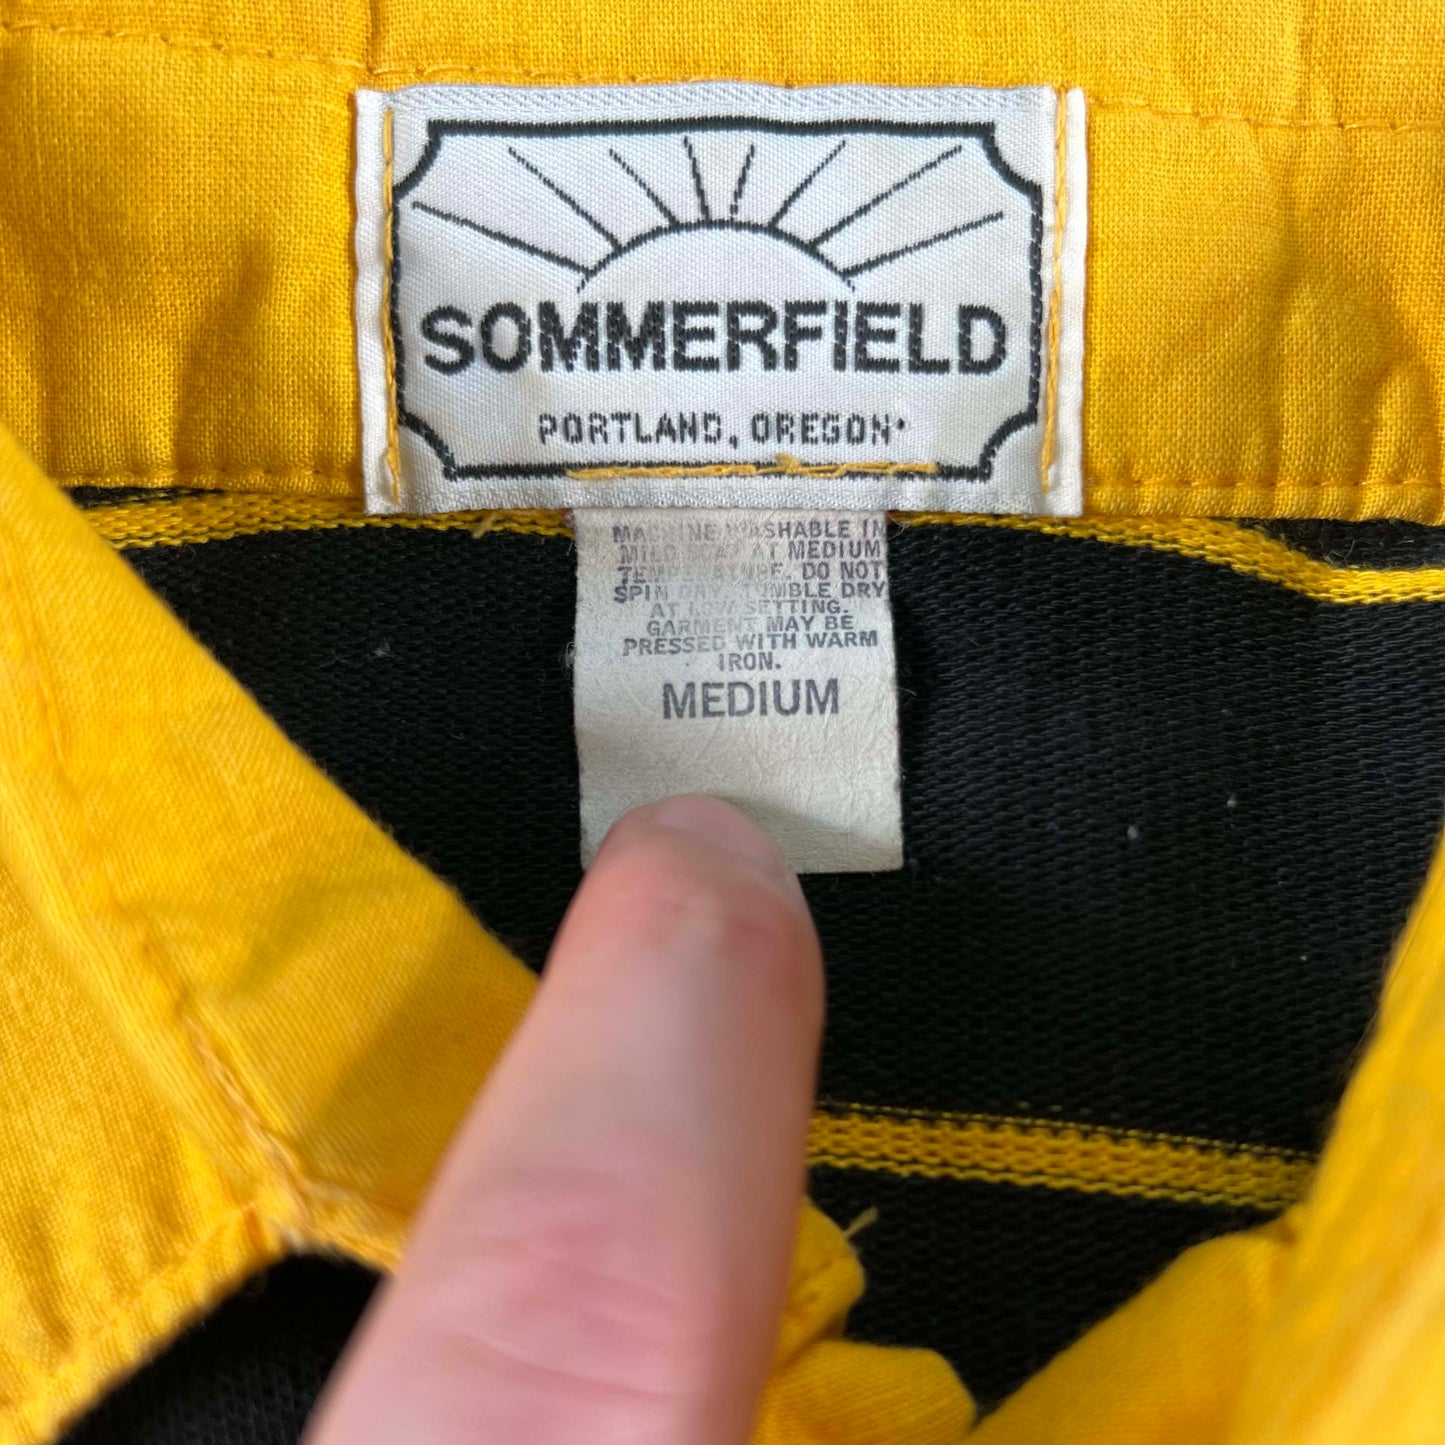 SOMMERFIELD
PORTLAND, OREGON
MACHINE WASHABLE IN
MILD SOAP AT MEDIUM
TEMPERATURE. DO NOT
SPIN DRY. TUMBLE DRY
AT LOW SETTING.
GARMENT MAY BE
PRESSED WITH WARM
IRON.
MEDIUM